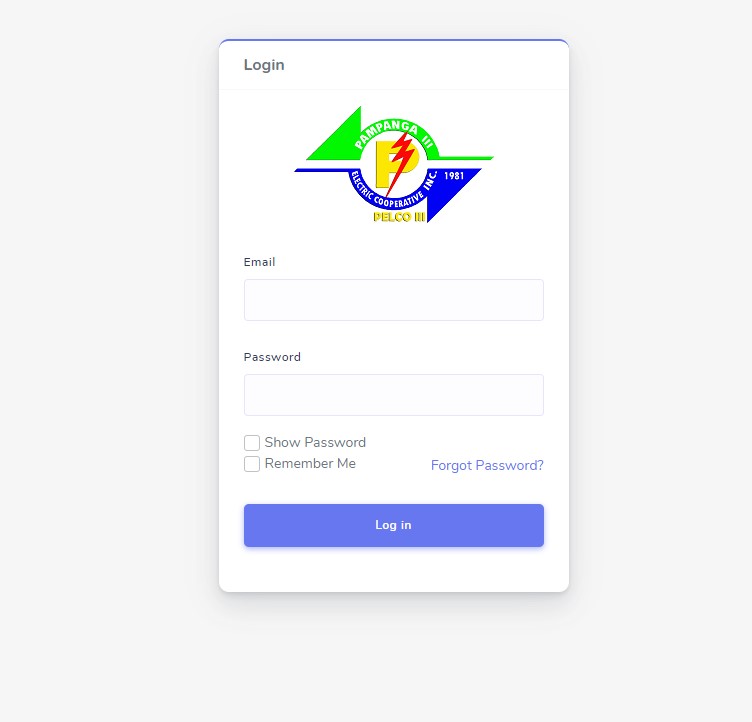 Login
PAMPANGA III
ELECTRIC COOPERATIVE INC.
1981
P
PELCO III
Email
Password
Show Password
Remember Me
Forgot Password?
Log in